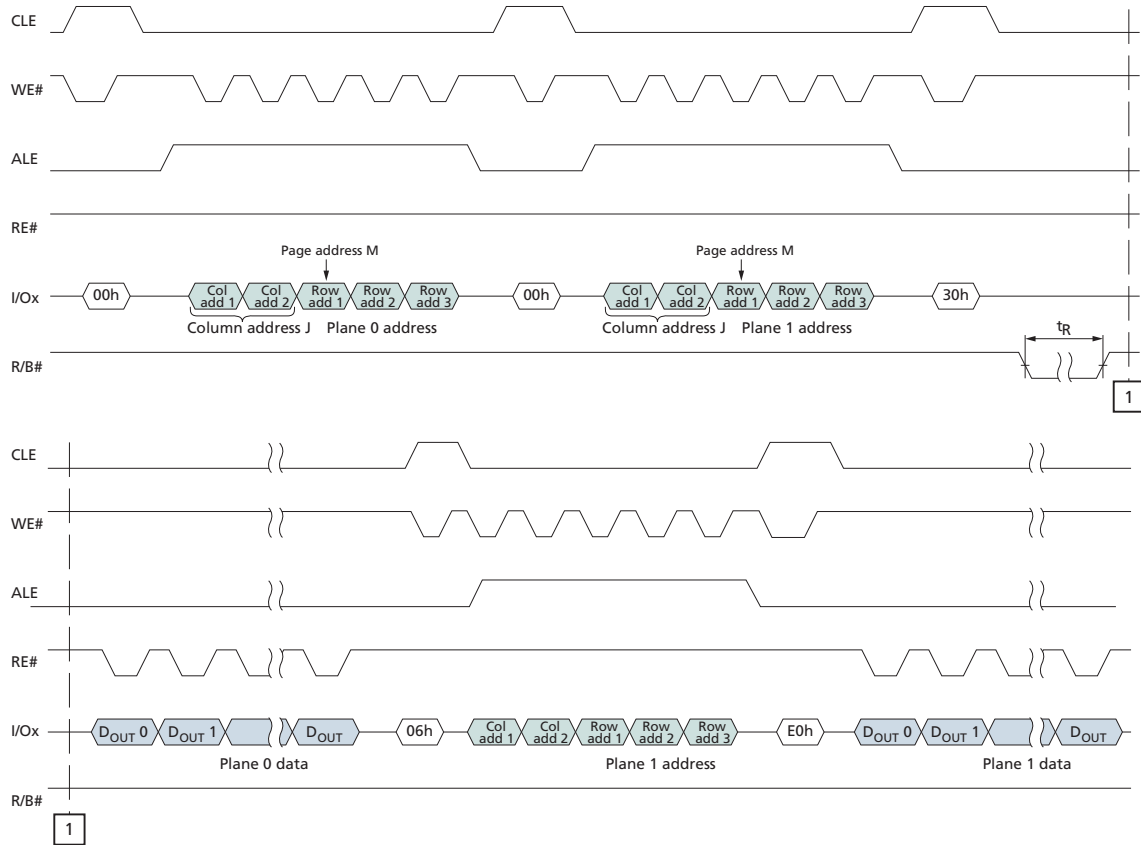 CLE
WE#
ALE
RE#
Page address M
Page address M
I/Ox 00h Col add 1 Col add 2 Row add 1 Row add 2 Row add 3 00h Col add 1 Col add 2 Row add 1 Row add 2 Row add 3 30h
Column address J Plane 0 address Column address J Plane 1 address
tR
R/B#
1
CLE
WE#
ALE
RE#
I/Ox DOUT 0 DOUT 1 DOUT 06h Col add 1 Col add 2 Row add 1 Row add 2 Row add 3 E0h DOUT 0 DOUT 1 DOUT
Plane 0 data Plane 1 address Plane 1 data
R/B#
1